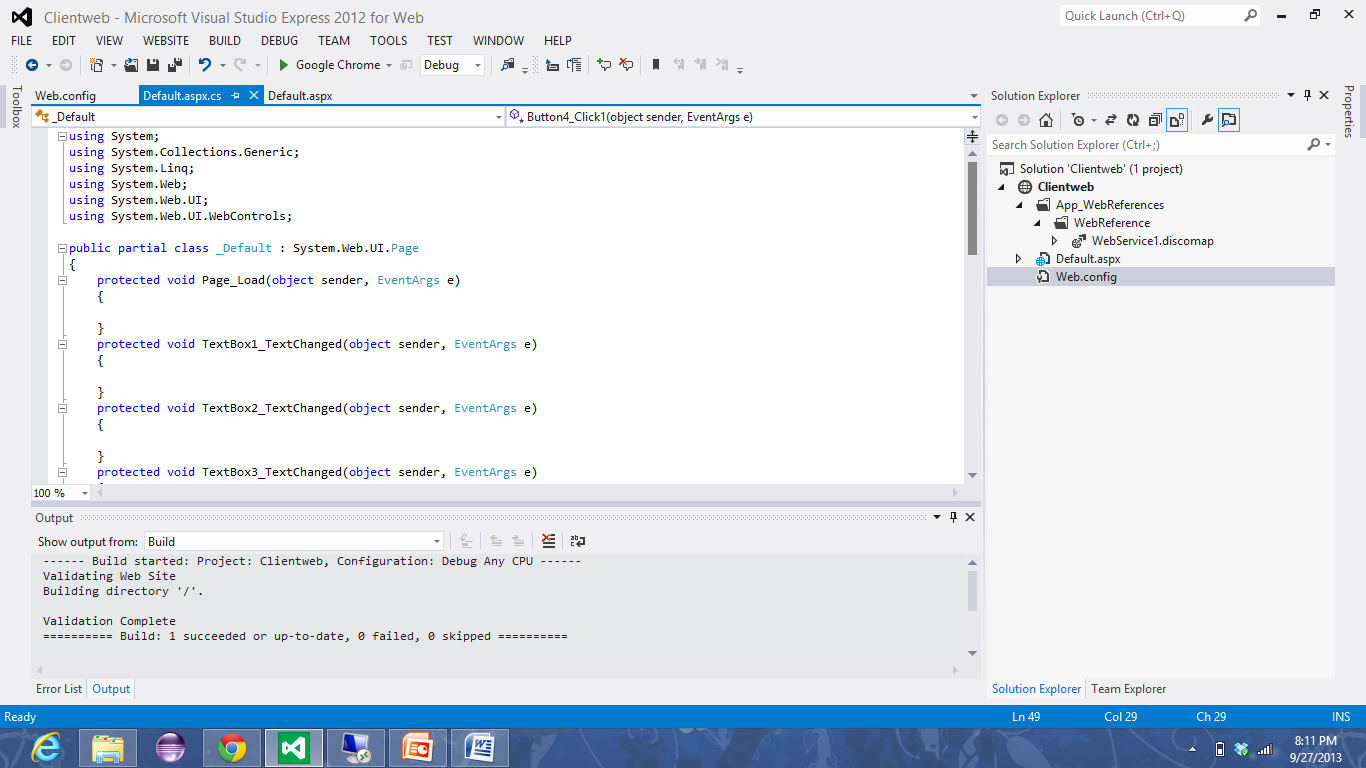 Clientweb - Microsoft Visual Studio Express 2012 for Web
Quick Launch (Ctrl+Q)
FILE EDIT VIEW WEBSITE BUILD DEBUG TEAM TOOLS TEST WINDOW HELP
Google Chrome Debug
Toolbox
Web.config Default.aspx.cs Default.aspx
_Default Button4_Click1(object sender, EventArgs e)
using System;
using System.Collections.Generic;
using System.Linq;
using System.Web;
using System.Web.UI;
using System.Web.UI.WebControls;
public partial class _Default : System.Web.UI.Page
{
protected void Page_Load(object sender, EventArgs e)
{
}
protected void TextBox1_TextChanged(object sender, EventArgs e)
{
}
protected void TextBox2_TextChanged(object sender, EventArgs e)
{
}
protected void TextBox3_TextChanged(object sender, EventArgs e)
100 %
Output
Show output from: Build
------ Build started: Project: Clientweb, Configuration: Debug Any CPU ------
Validating Web Site
Building directory '/'.
Validation Complete
========== Build: 1 succeeded or up-to-date, 0 failed, 0 skipped ==========
Error List Output
Solution Explorer
Search Solution Explorer (Ctrl+;)
Solution 'Clientweb' (1 project)
Clientweb
App_WebReferences
WebReference
WebService1.discomap
Default.aspx
Web.config
Solution Explorer Team Explorer
Properties
Ready Ln 49 Col 29 Ch 29 INS
8:11 PM
9/27/2013